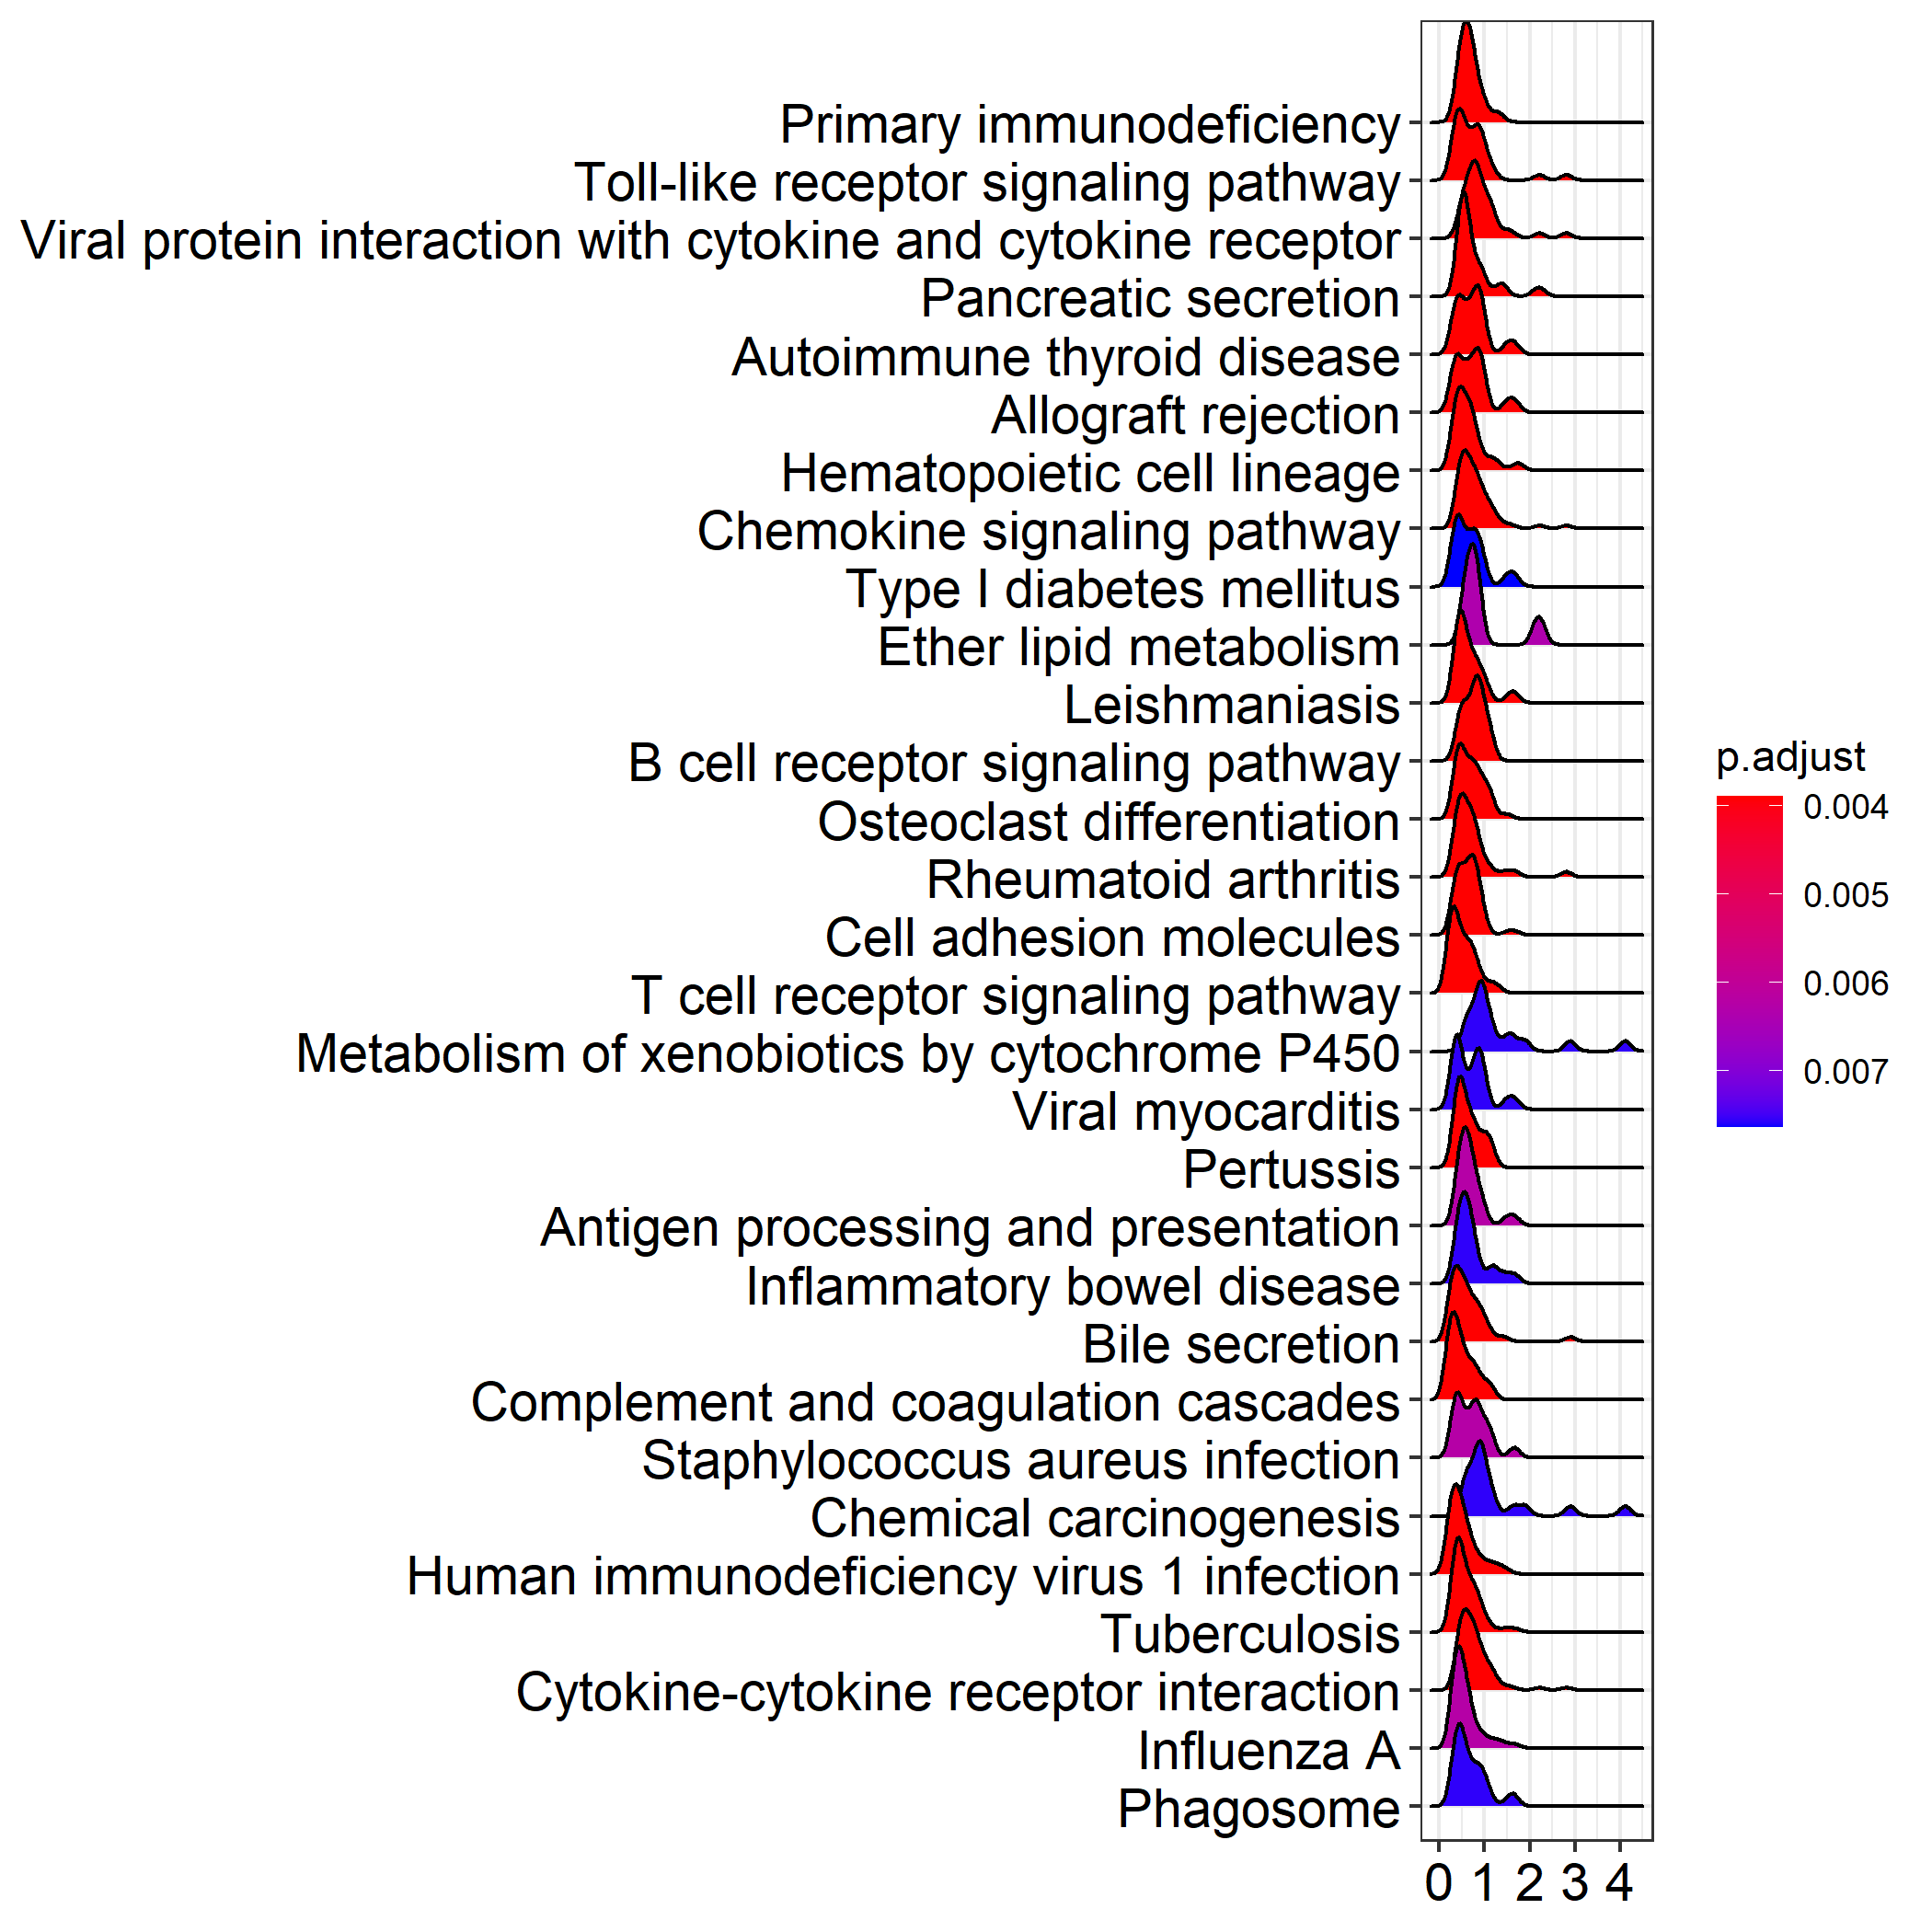 Primary immunodeficiency
Toll-like receptor signaling pathway
Viral protein interaction with cytokine and cytokine receptor
Pancreatic secretion
Autoimmune thyroid disease
Allograft rejection
Hematopoietic cell lineage
Chemokine signaling pathway
Type I diabetes mellitus
Ether lipid metabolism
Leishmaniasis
B cell receptor signaling pathway
Osteoclast differentiation
Rheumatoid arthritis
Cell adhesion molecules
T cell receptor signaling pathway
Metabolism of xenobiotics by cytochrome P450
Viral myocarditis
Pertussis
Antigen processing and presentation
Inflammatory bowel disease
Bile secretion
Complement and coagulation cascades
Staphylococcus aureus infection
Chemical carcinogenesis
Human immunodeficiency virus 1 infection
Tuberculosis
Cytokine-cytokine receptor interaction
Influenza A
Phagosome
0 1 2 3 4
p.adjust
0.004
0.005
0.006
0.007